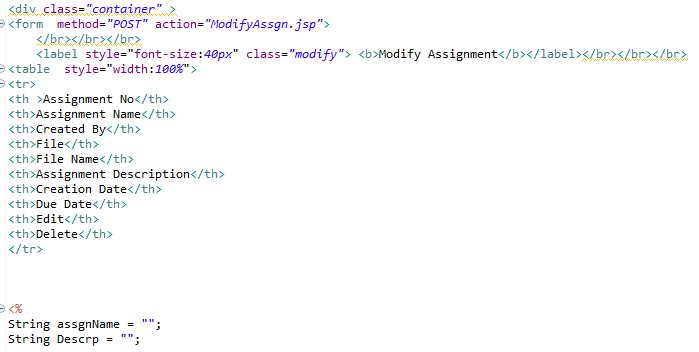 <div class="container" >
<form  method="POST" action="ModifyAssgn.jsp">
</br></br></br>
<label style="font-size:40px" class="modify"> <b>Modify Assignment</b></label></br></br></br>
<table  style="width:100%">
<tr>
<th >Assignment No</th>
<th>Assignment Name</th>
<th>Created By</th>
<th>File</th>
<th>File Name</th>
<th>Assignment Description</th>
<th>Creation Date</th>
<th>Due Date</th>
<th>Edit</th>
<th>Delete</th>
</tr>
<%
String assgnName = "";
String Descrp = "";